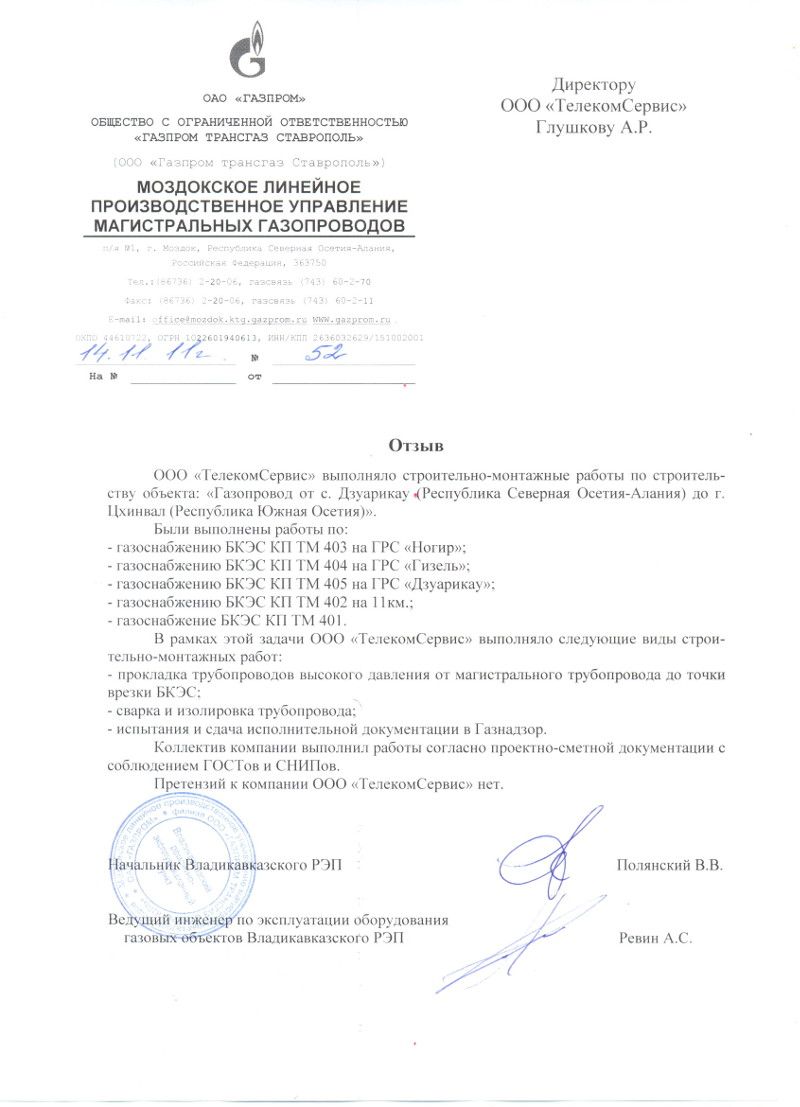 ОАО «ГАЗПРОМ»
ОБЩЕСТВО С ОГРАНИЧЕННОЙ ОТВЕТСТВЕННОСТЬЮ
«ГАЗПРОМ ТРАНСГАЗ СТАВРОПОЛЬ»
(ООО «Газпром трансгаз Ставрополь»)
МОЗДОКСКОЕ ЛИНЕЙНОЕ
ПРОИЗВОДСТВЕННОЕ УПРАВЛЕНИЕ
МАГИСТРАЛЬНЫХ ГАЗОПРОВОДОВ
п/я №1, г. Моздок, Республика Северная Осетия-Алания,
Российская Федерация, 363750
Тел.:(86736) 2-20-06, газсвязь (743) 60-2-70
Факс: (86736) 2-20-06, газсвязь (743) 60-2-11
E-mail: office@mozdok.ktg.gazprom.ru WWW.gazprom.ru
ОКПО 44610722, ОГРН 1022601940613, ИНН/КПП 2636032629/151002001
14.11 11г. № 52
На № от
Директору
ООО «ТелекомСервис»
Глушкову А.Р.
Отзыв
ООО «ТелекомСервис» выполняло строительно-монтажные работы по строитель-
ству объекта: «Газопровод от с. Дзуарикау (Республика Северная Осетия-Алания) до г.
Цхинвал (Республика Южная Осетия)».
Были выполнены работы по:
- газоснабжению БКЭС КП ТМ 403 на ГРС «Ногир»;
- газоснабжению БКЭС КП ТМ 404 на ГРС «Гизель»;
- газоснабжению БКЭС КП ТМ 405 на ГРС «Дзуарикау»;
- газоснабжению БКЭС КП ТМ 402 на 11км.;
- газоснабжение БКЭС КП ТМ 401.
В рамках этой задачи ООО «ТелекомСервис» выполняло следующие виды строи-
тельно-монтажных работ:
- прокладка трубопроводов высокого давления от магистрального трубопровода до точки
врезки БКЭС;
- сварка и изолировка трубопровода;
- испытания и сдача исполнительной документации в Газнадзор.
Коллектив компании выполнил работы согласно проектно-сметной документации с
соблюдением ГОСТов и СНИПов.
Претензий к компании ООО «ТелекомСервис» нет.
Начальник Владикавказского РЭП Полянский В.В.
Ведущий инженер по эксплуатации оборудования
газовых объектов Владикавказского РЭП Ревин А.С.